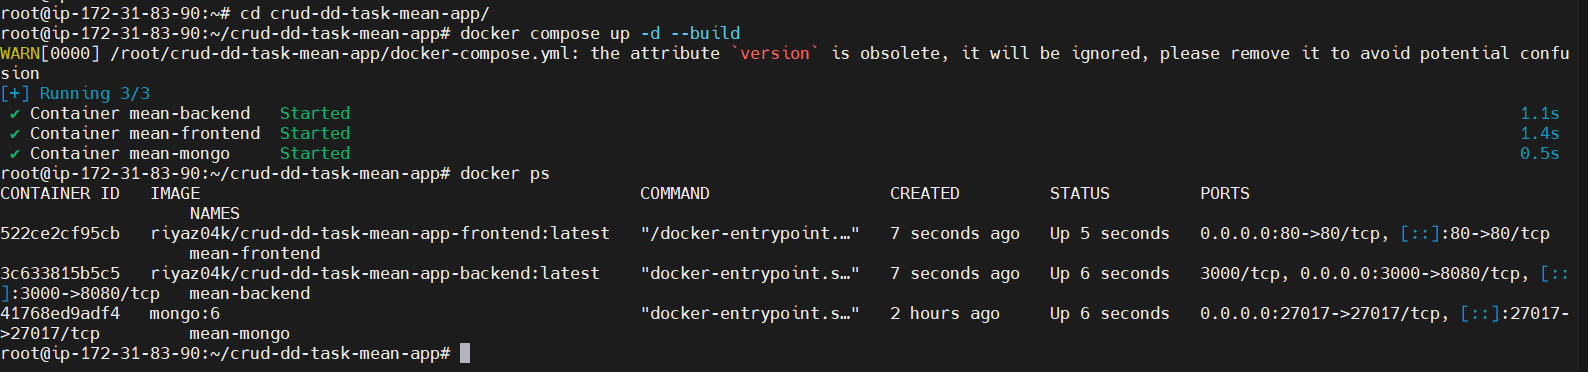 root@ip-172-31-83-90:~# cd crud-dd-task-mean-app/
root@ip-172-31-83-90:~/crud-dd-task-mean-app# docker compose up -d --build
WARN[0000] /root/crud-dd-task-mean-app/docker-compose.yml: the attribute `version` is obsolete, it will be ignored, please remove it to avoid potential confu
sion
[+] Running 3/3
✔ Container mean-backend Started 1.1s
✔ Container mean-frontend Started 1.4s
✔ Container mean-mongo Started 0.5s
root@ip-172-31-83-90:~/crud-dd-task-mean-app# docker ps
CONTAINER ID IMAGE COMMAND CREATED STATUS PORTS
NAMES
522ce2cf95cb riyaz04k/crud-dd-task-mean-app-frontend:latest "/docker-entrypoint.…" 7 seconds ago Up 5 seconds 0.0.0.0:80->80/tcp, [::]:80->80/tcp
mean-frontend
3c633815b5c5 riyaz04k/crud-dd-task-mean-app-backend:latest "docker-entrypoint.s…" 7 seconds ago Up 6 seconds 3000/tcp, 0.0.0.0:3000->8080/tcp, [::
]:3000->8080/tcp mean-backend
41768ed9adf4 mongo:6 "docker-entrypoint.s…" 2 hours ago Up 6 seconds 0.0.0.0:27017->27017/tcp, [::]:27017-
>27017/tcp mean-mongo
root@ip-172-31-83-90:~/crud-dd-task-mean-app#